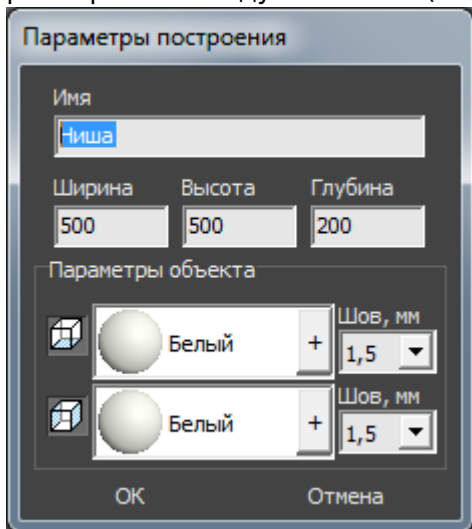 Параметры построения
Имя
Ниша
Ширина Высота Глубина
500 500 200
Параметры объекта
Шов, мм
Белый + 1,5
Шов, мм
Белый + 1,5
ОК Отмена